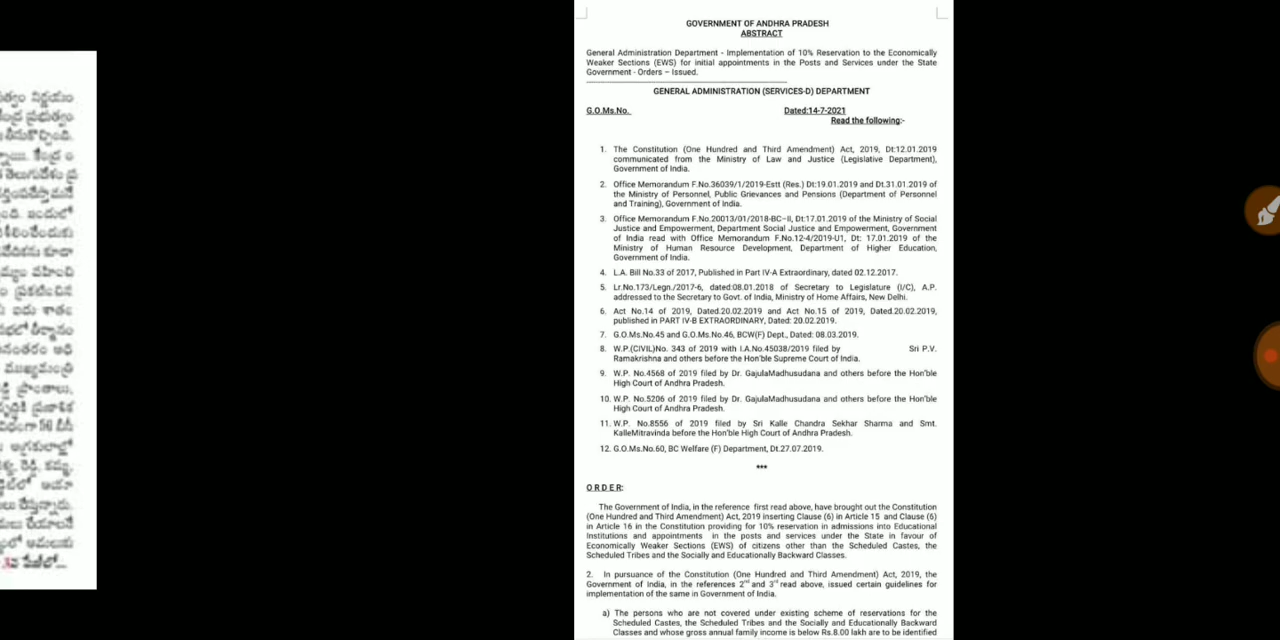 త్వం నిర్ణయం
GOVERNMENT OF ANDHRA PRADESH
ABSTRACT
General Administration Department - Implementation of 10% Reservation to the Economically
Weaker Sections (EWS) for initial appointments in the Posts and Services under the State
Government - Orders – Issued.
GENERAL ADMINISTRATION (SERVICES-D) DEPARTMENT
G.O.Ms.No. Dated:14-7-2021
Read the following:-
1. The Constitution (One Hundred and Third Amendment) Act, 2019, Dt:12.01.2019
communicated from the Ministry of Law and Justice (Legislative Department),
Government of India.
2. Office Memorandum F.No.36039/1/2019-Estt (Res.) Dt:19.01.2019 and Dt.31.01.2019 of
the Ministry of Personnel, Public Grievances and Pensions (Department of Personnel
and Training), Government of India.
3. Office Memorandum F.No.20013/01/2018-BC–II, Dt:17.01.2019 of the Ministry of Social
Justice and Empowerment, Department Social Justice and Empowerment, Government
of India read with Office Memorandum F.No.12-4/2019-U1, Dt: 17.01.2019 of the
Ministry of Human Resource Development, Department of Higher Education,
Government of India.
4. L.A. Bill No.33 of 2017, Published in Part IV-A Extraordinary, dated 02.12.2017.
5. Lr.No.173/Legn./2017-6, dated:08.01.2018 of Secretary to Legislature (I/C), A.P.
addressed to the Secretary to Govt. of India, Ministry of Home Affairs, New Delhi.
6. Act No.14 of 2019, Dated.20.02.2019 and Act No.15 of 2019, Dated.20.02.2019,
published in PART IV-B EXTRAORDINARY, Dated: 20.02.2019.
7. G.O.Ms.No.45 and G.O.Ms.No.46, BCW(F) Dept., Dated: 08.03.2019.
8. W.P.(CIVIL)No. 343 of 2019 with I.A.No.45038/2019 filed by Sri P.V.
Ramakrishna and others before the Hon'ble Supreme Court of India.
9. W.P. No.4568 of 2019 filed by Dr. GajulaMadhusudana and others before the Hon'ble
High Court of Andhra Pradesh.
10. W.P. No.5206 of 2019 filed by Dr. GajulaMadhusudana and others before the Hon'ble
High Court of Andhra Pradesh.
11. W.P. No.8556 of 2019 filed by Sri Kalle Chandra Sekhar Sharma and Smt.
KalleMitravinda before the Hon'ble High Court of Andhra Pradesh.
12. G.O.Ms.No.60, BC Welfare (F) Department, Dt.27.07.2019.
***
O R D E R:
The Government of India, in the reference first read above, have brought out the Constitution
(One Hundred and Third Amendment) Act, 2019 inserting Clause (6) in Article 15 and Clause (6)
in Article 16 in the Constitution providing for 10% reservation in admissions into Educational
Institutions and appointments in the posts and services under the State in favour of
Economically Weaker Sections (EWS) of citizens other than the Scheduled Castes, the
Scheduled Tribes and the Socially and Educationally Backward Classes.
2. In pursuance of the Constitution (One Hundred and Third Amendment) Act, 2019, the
Government of India, in the references 2nd and 3rd read above, issued certain guidelines for
implementation of the same in Government of India.
a) The persons who are not covered under existing scheme of reservations for the
Scheduled Castes, the Scheduled Tribes and the Socially and Educationally Backward
Classes and whose gross annual family income is below Rs.8.00 lakh are to be identified